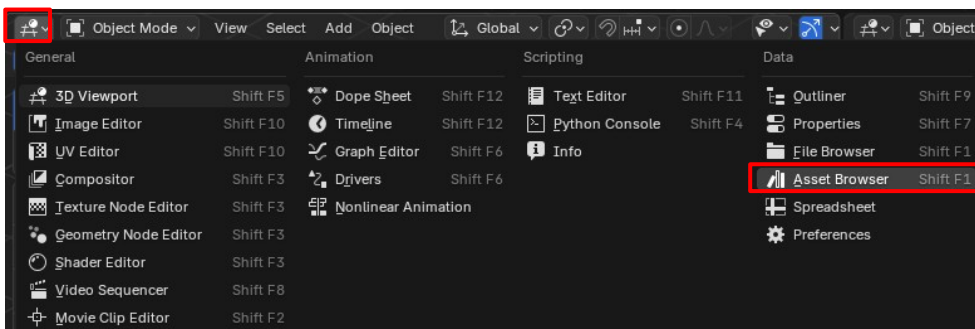 Object Mode View Select Add Object Global Object
General Animation Scripting Data
3D Viewport Shift F5 Dope Sheet Shift F12 Text Editor Shift F11 Outliner Shift F9
Image Editor Shift F10 Timeline Shift F12 Python Console Shift F4 Properties Shift F7
UV Editor Shift F10 Graph Editor Shift F6 Info File Browser Shift F1
Compositor Shift F3 Drivers Shift F6 Asset Browser Shift F1
Texture Node Editor Shift F3 Nonlinear Animation Spreadsheet
Geometry Node Editor Shift F3 Preferences
Shader Editor Shift F3
Video Sequencer Shift F8
Movie Clip Editor Shift F2